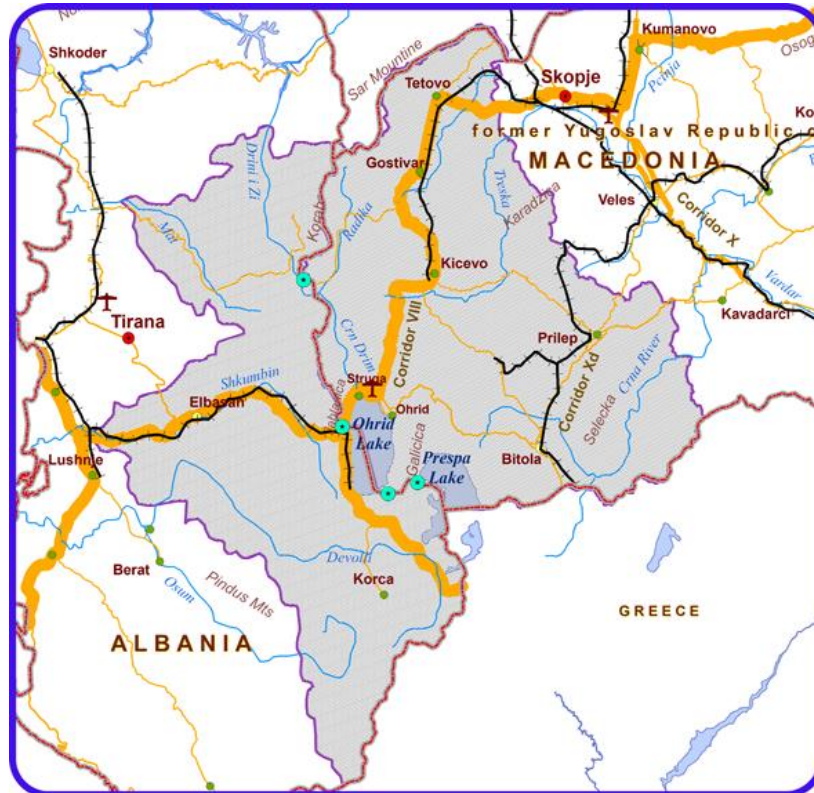 Shkoder
Kumanovo
Sar Mountine
Tetovo
Skopje
Pcinja
former Yugoslav Republic o
MACEDONIA
Drini i Zi
Gostivar
Treska
Karadzica
Veles
Mat
Korab
Radika
Corridor X
Vardar
Kicevo
Kavadarci
Tirana
Crn Drim
Corridor VIII
Prilep
Corridor Xd
Crna River
Shkumbin
Struga
Elbasan
Ohrid
Ohrid
Lake
Galicica
Selecka
Lushnje
Prespa
Lake
Bitola
Devolli
Berat
Osum
Pindus Mts
Korca
ALBANIA
GREECE